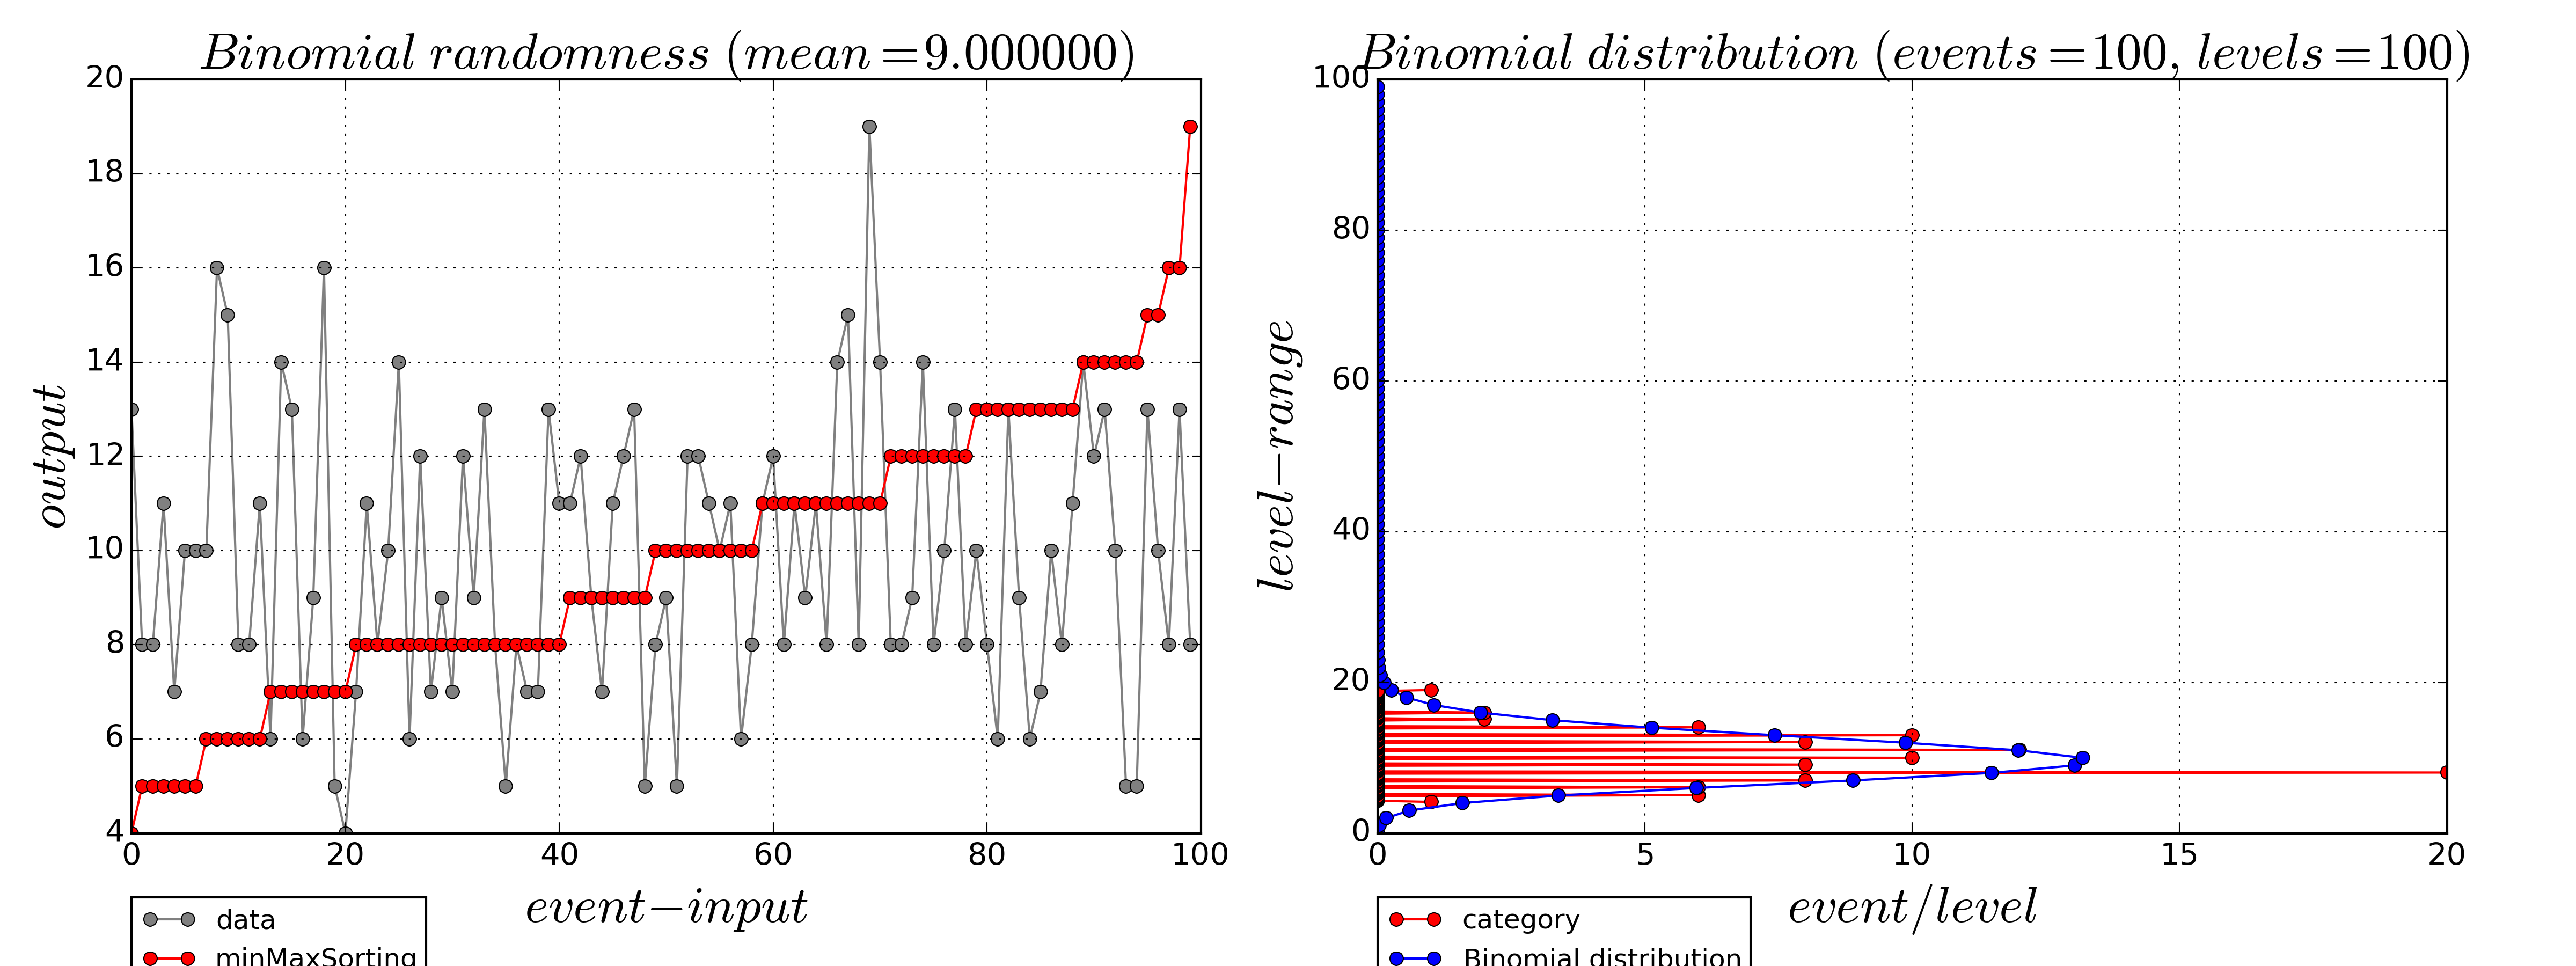 Binomial randomness (mean=9.000000)
20
18
16
14
12
10
8
6
4
0 20 40 60 80 100
output
event−input
data
minMaxSorting
Binomial distribution (events=100, levels=100)
100
80
60
40
20
0
0 5 10 15 20
level−range
event/level
category
Binomial distribution